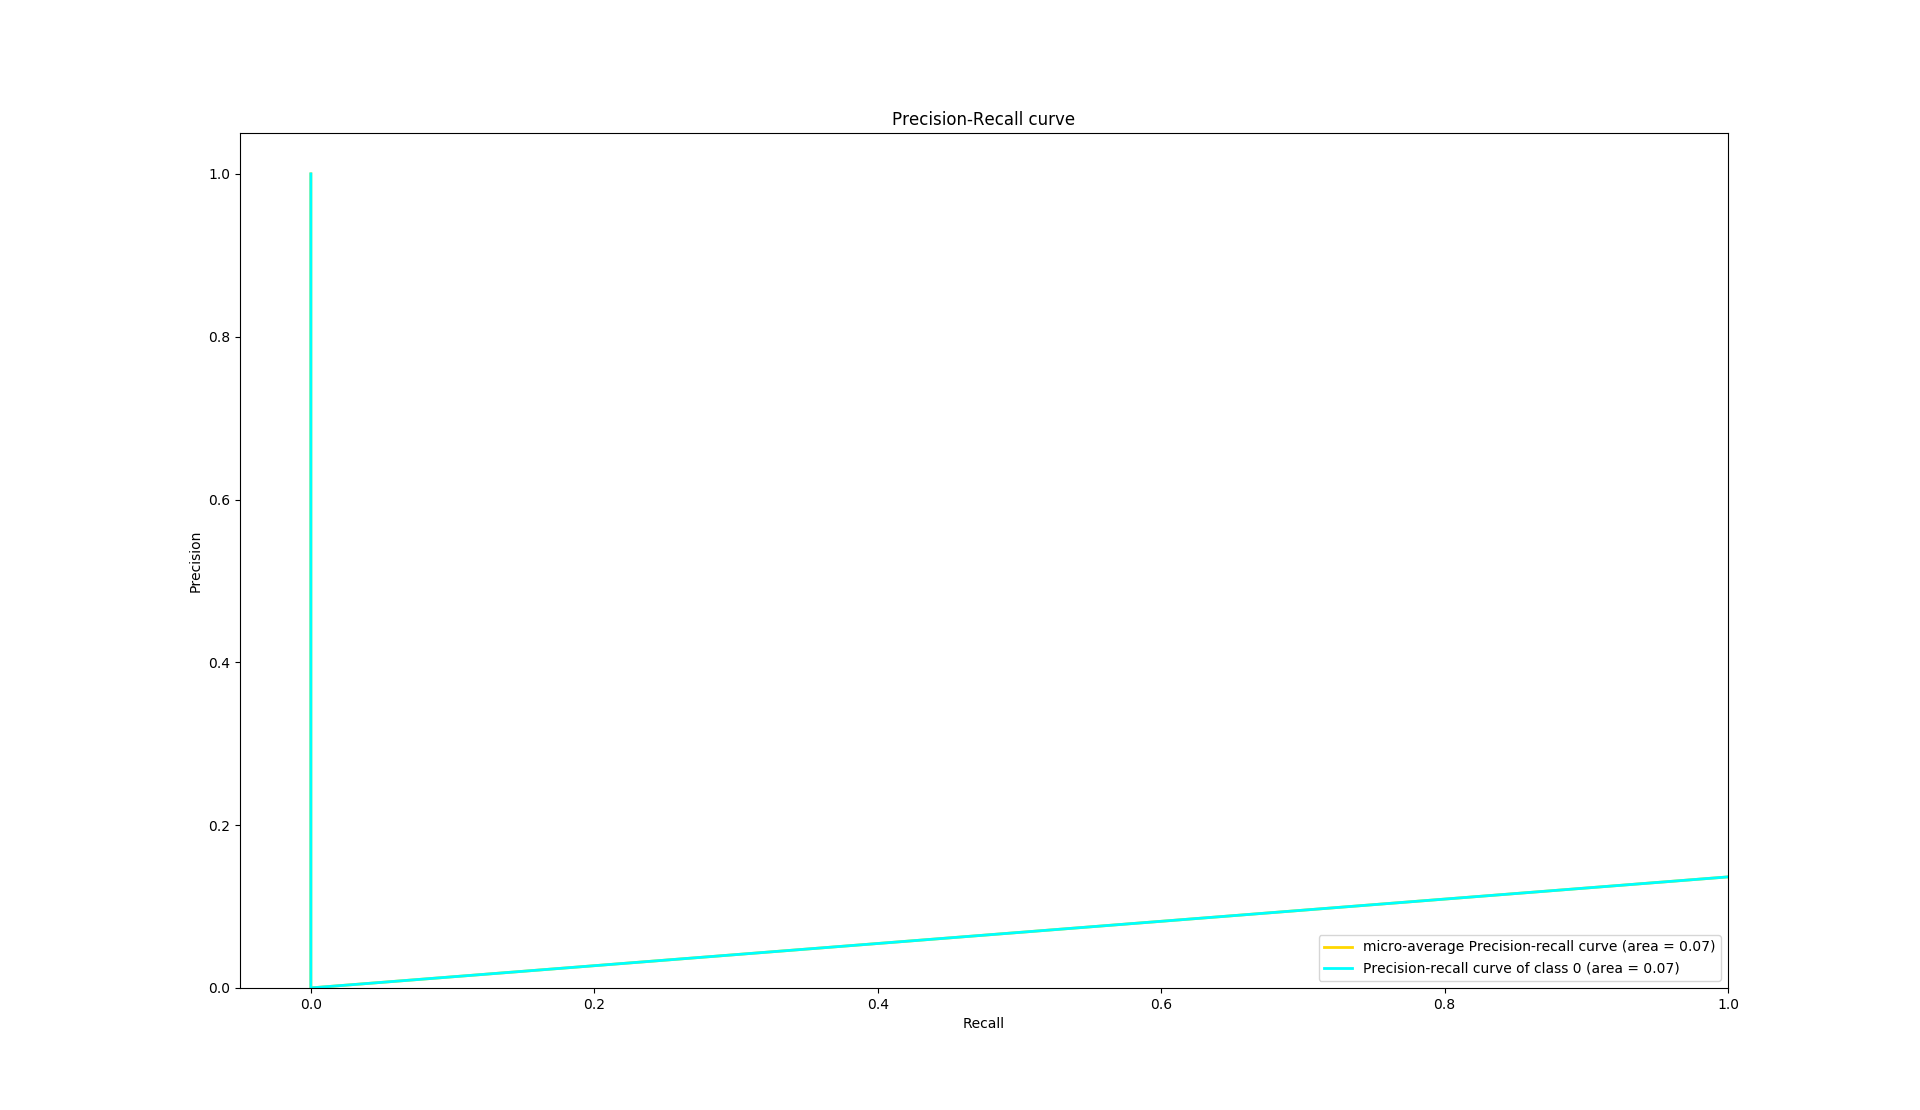 Precision-Recall curve
1.0
0.8
0.6
0.4
0.2
0.0
Precision
0.0 0.2 0.4 0.6 0.8 1.0
Recall
micro-average Precision-recall curve (area = 0.07)
Precision-recall curve of class 0 (area = 0.07)